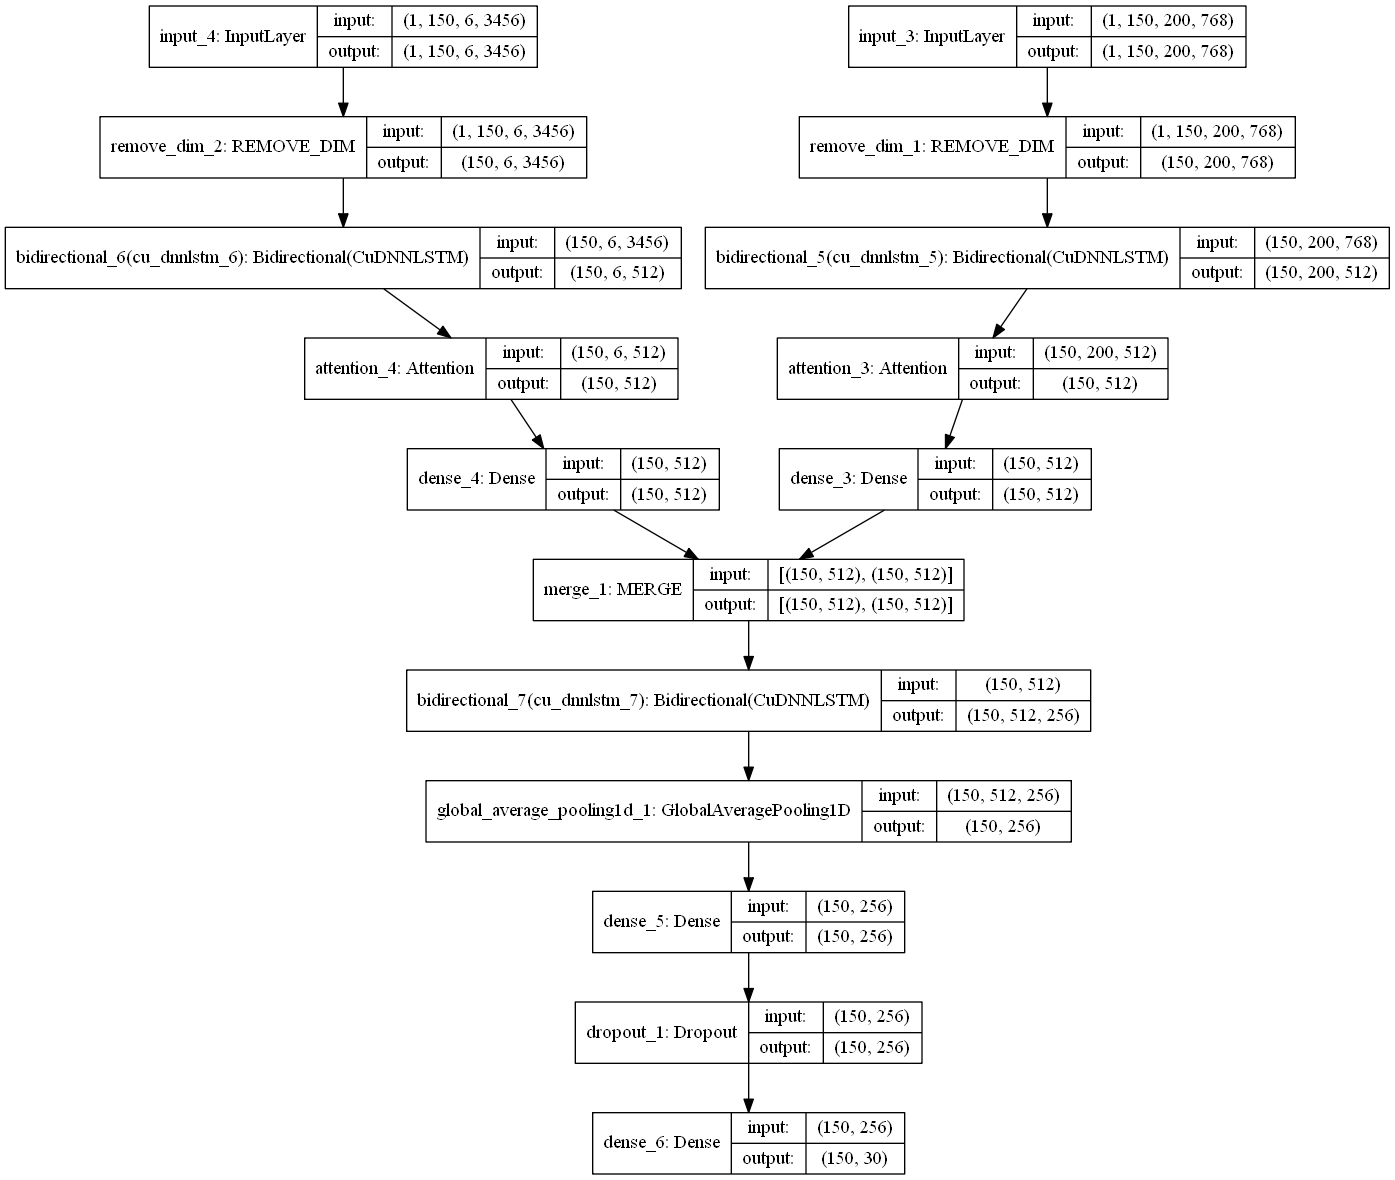 input_4: InputLayer
input: (1, 150, 6, 3456)
output: (1, 150, 6, 3456)
input_3: InputLayer
input: (1, 150, 200, 768)
output: (1, 150, 200, 768)
remove_dim_2: REMOVE_DIM
input: (1, 150, 6, 3456)
output: (150, 6, 3456)
remove_dim_1: REMOVE_DIM
input: (1, 150, 200, 768)
output: (150, 200, 768)
bidirectional_6(cu_dnnlstm_6): Bidirectional(CuDNNLSTM)
input: (150, 6, 3456)
output: (150, 6, 512)
bidirectional_5(cu_dnnlstm_5): Bidirectional(CuDNNLSTM)
input: (150, 200, 768)
output: (150, 200, 512)
attention_4: Attention
input: (150, 6, 512)
output: (150, 512)
attention_3: Attention
input: (150, 200, 512)
output: (150, 512)
dense_4: Dense
input: (150, 512)
output: (150, 512)
dense_3: Dense
input: (150, 512)
output: (150, 512)
merge_1: MERGE
input: [(150, 512), (150, 512)]
output: [(150, 512), (150, 512)]
bidirectional_7(cu_dnnlstm_7): Bidirectional(CuDNNLSTM)
input: (150, 512)
output: (150, 512, 256)
global_average_pooling1d_1: GlobalAveragePooling1D
input: (150, 512, 256)
output: (150, 256)
dense_5: Dense
input: (150, 256)
output: (150, 256)
dropout_1: Dropout
input: (150, 256)
output: (150, 256)
dense_6: Dense
input: (150, 256)
output: (150, 30)